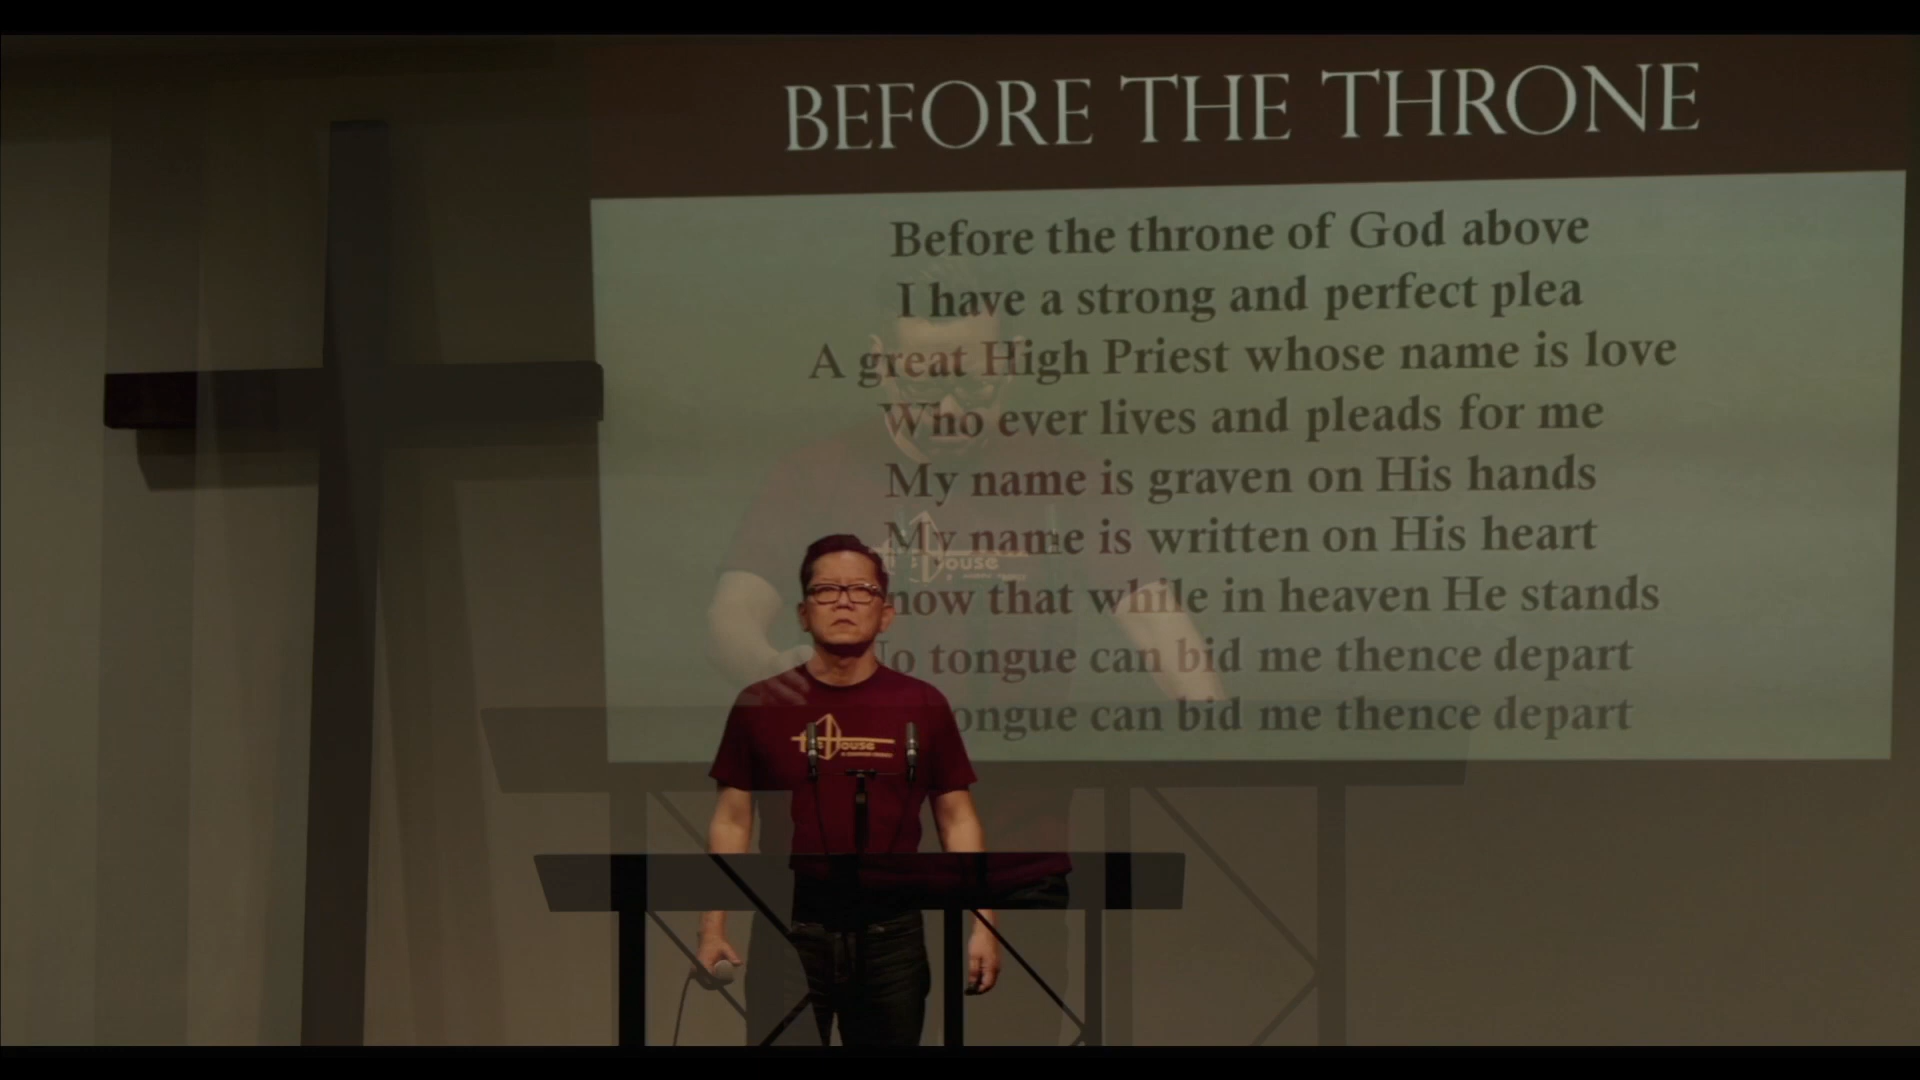 BEFORE THE THRONE
Before the throne of God above
I have a strong and perfect plea
A great High Priest whose name is love
Who ever lives and pleads for me
My name is graven on His hands
My name is written on His heart
that while in heaven He stands
No tongue can bid me thence depart
tongue can bid me thence depart
House
House